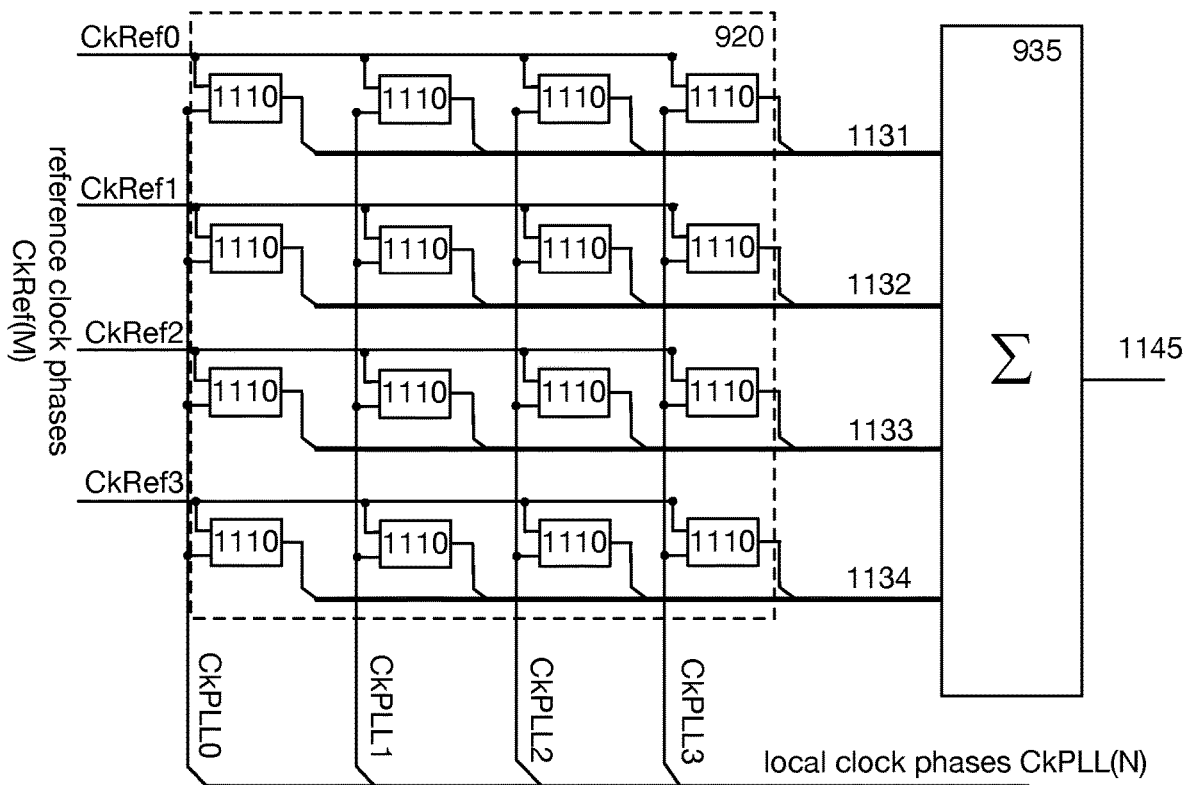 CkRef0
920
935
1110 1110 1110 1110
1131
CkRef1
1110 1110 1110 1110
1132
reference clock phases
CkRef(M)
CkRef2
1110 1110 1110 1110
1133
Σ
1145
CkRef3
1110 1110 1110 1110
1134
CkPLL0
CkPLL1
CkPLL2
CkPLL3
local clock phases CkPLL(N)